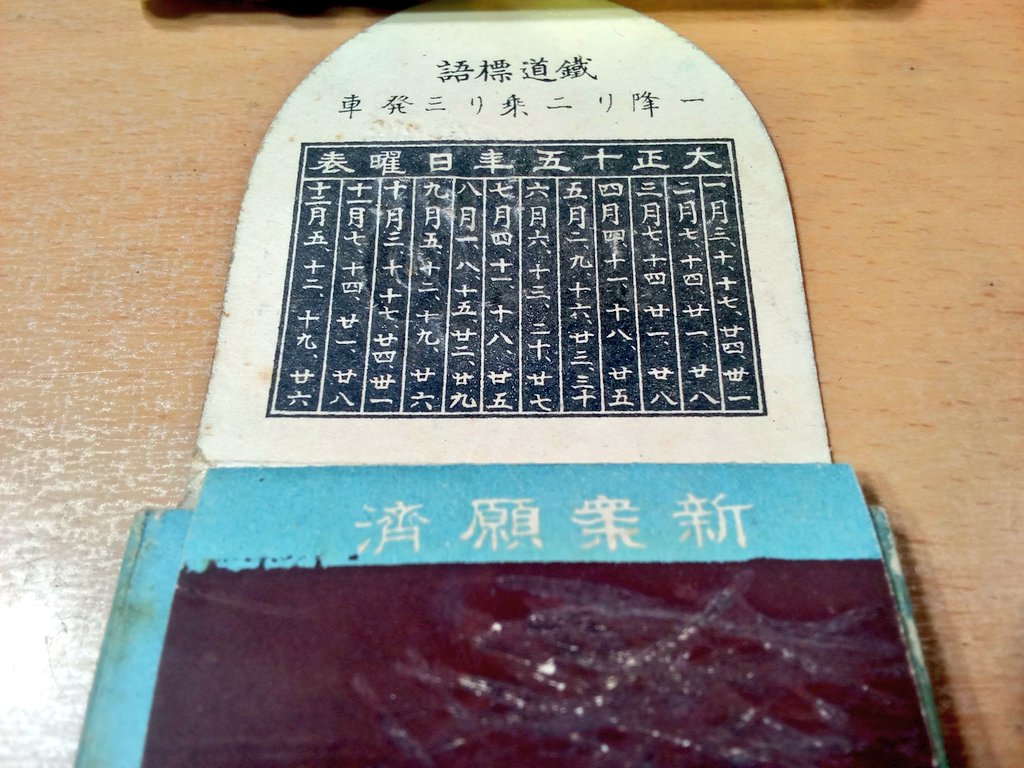 鐵道標語
一降リ二乘リ三発車
大正十五年日曜表
一月三、十、十七、廿四、卅一
二月七、十四、廿一、廿八
三月七、十四、廿一、廿八
四月四、十一、十八、廿五
五月二、九、十六、廿三、三十
六月六、十三、二十、廿七
七月四、十一、十八、廿五
八月一、八、十五、廿二、廿九
九月五、十二、十九、廿六
十月三、十、十七、廿四、卅一
十一月七、十四、廿一、廿八
十二月五、十二、十九、廿六
新案願濟